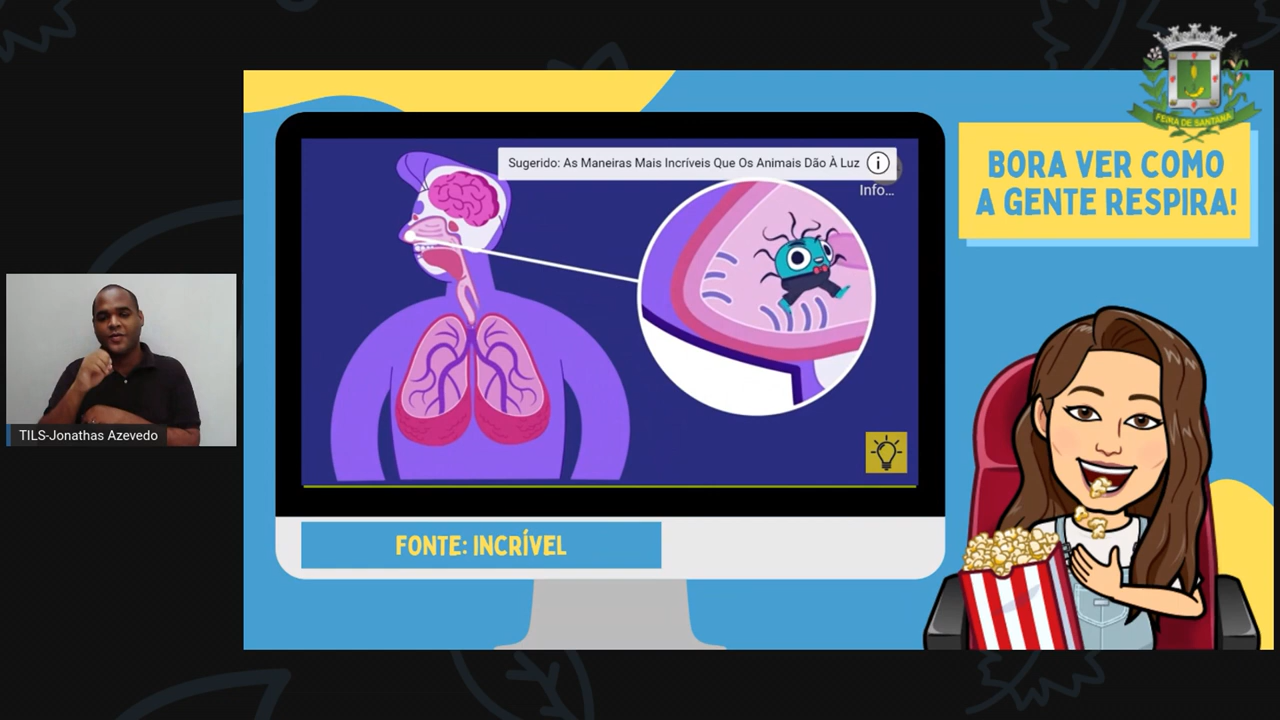 FEIRA DE SANTANA
BORA VER COMO
A GENTE RESPIRA!
Sugerido: As Maneiras Mais Incríveis Que Os Animais Dão À Luz
Info...
TILS-Jonathas Azevedo
FONTE: INCRÍVEL